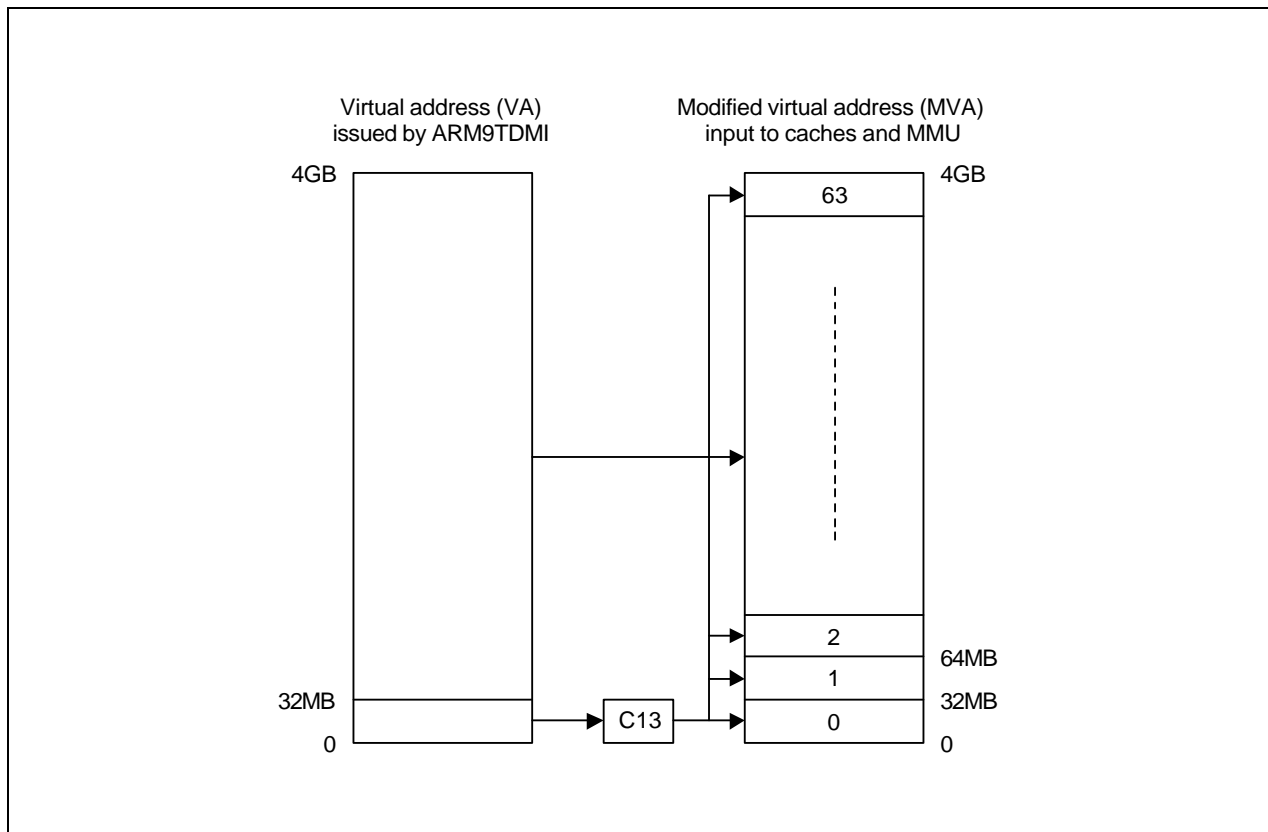 Virtual address (VA)
issued by ARM9TDMI
Modified virtual address (MVA)
input to caches and MMU
4GB
4GB
63
2
64MB
1
32MB
32MB
C13
0
0
0